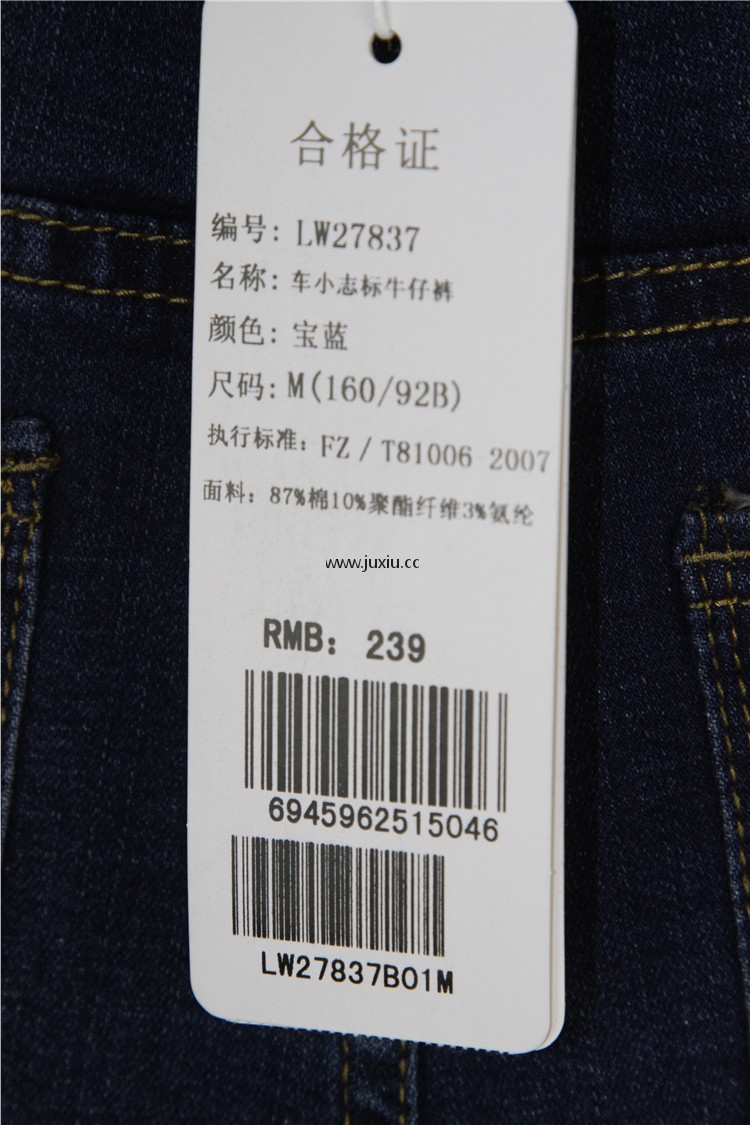 合格证
编号: LW27837
名称: 车小志标牛仔裤
颜色: 宝蓝
尺码: M(160/92B)
执行标准: FZ/T81006-2007
面料: 87%棉10%聚酯纤维3%氨纶
www.juxiu.cc
RMB: 239
6945962515046
LW27837B01M